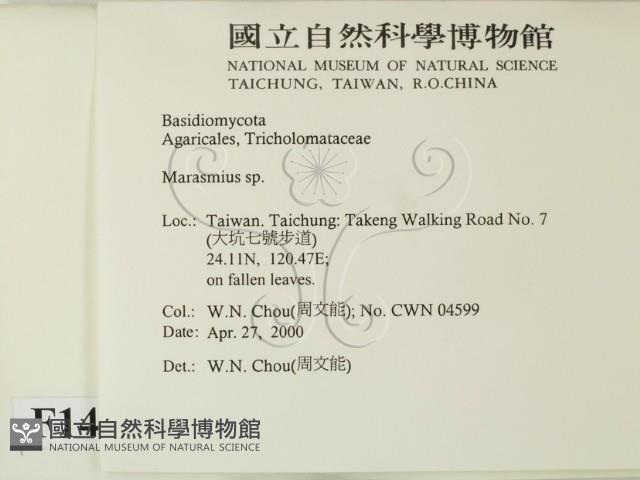 國立自然科學博物館
NATIONAL MUSEUM OF NATURAL SCIENCE
TAICHUNG, TAIWAN, R.O.CHINA
Basidiomycota
Agaricales, Tricholomataceae
Marasmius sp.
Loc.: Taiwan. Taichung: Takeng Walking Road No. 7
(大坑七號步道)
24.11N, 120.47E;
on fallen leaves.
Col.: W.N. Chou(周文能); No. CWN 04599
Date: Apr. 27, 2000
Det.: W.N. Chou(周文能)
F14
國立自然科學博物館
NATIONAL MUSEUM OF NATURAL SCIENCE